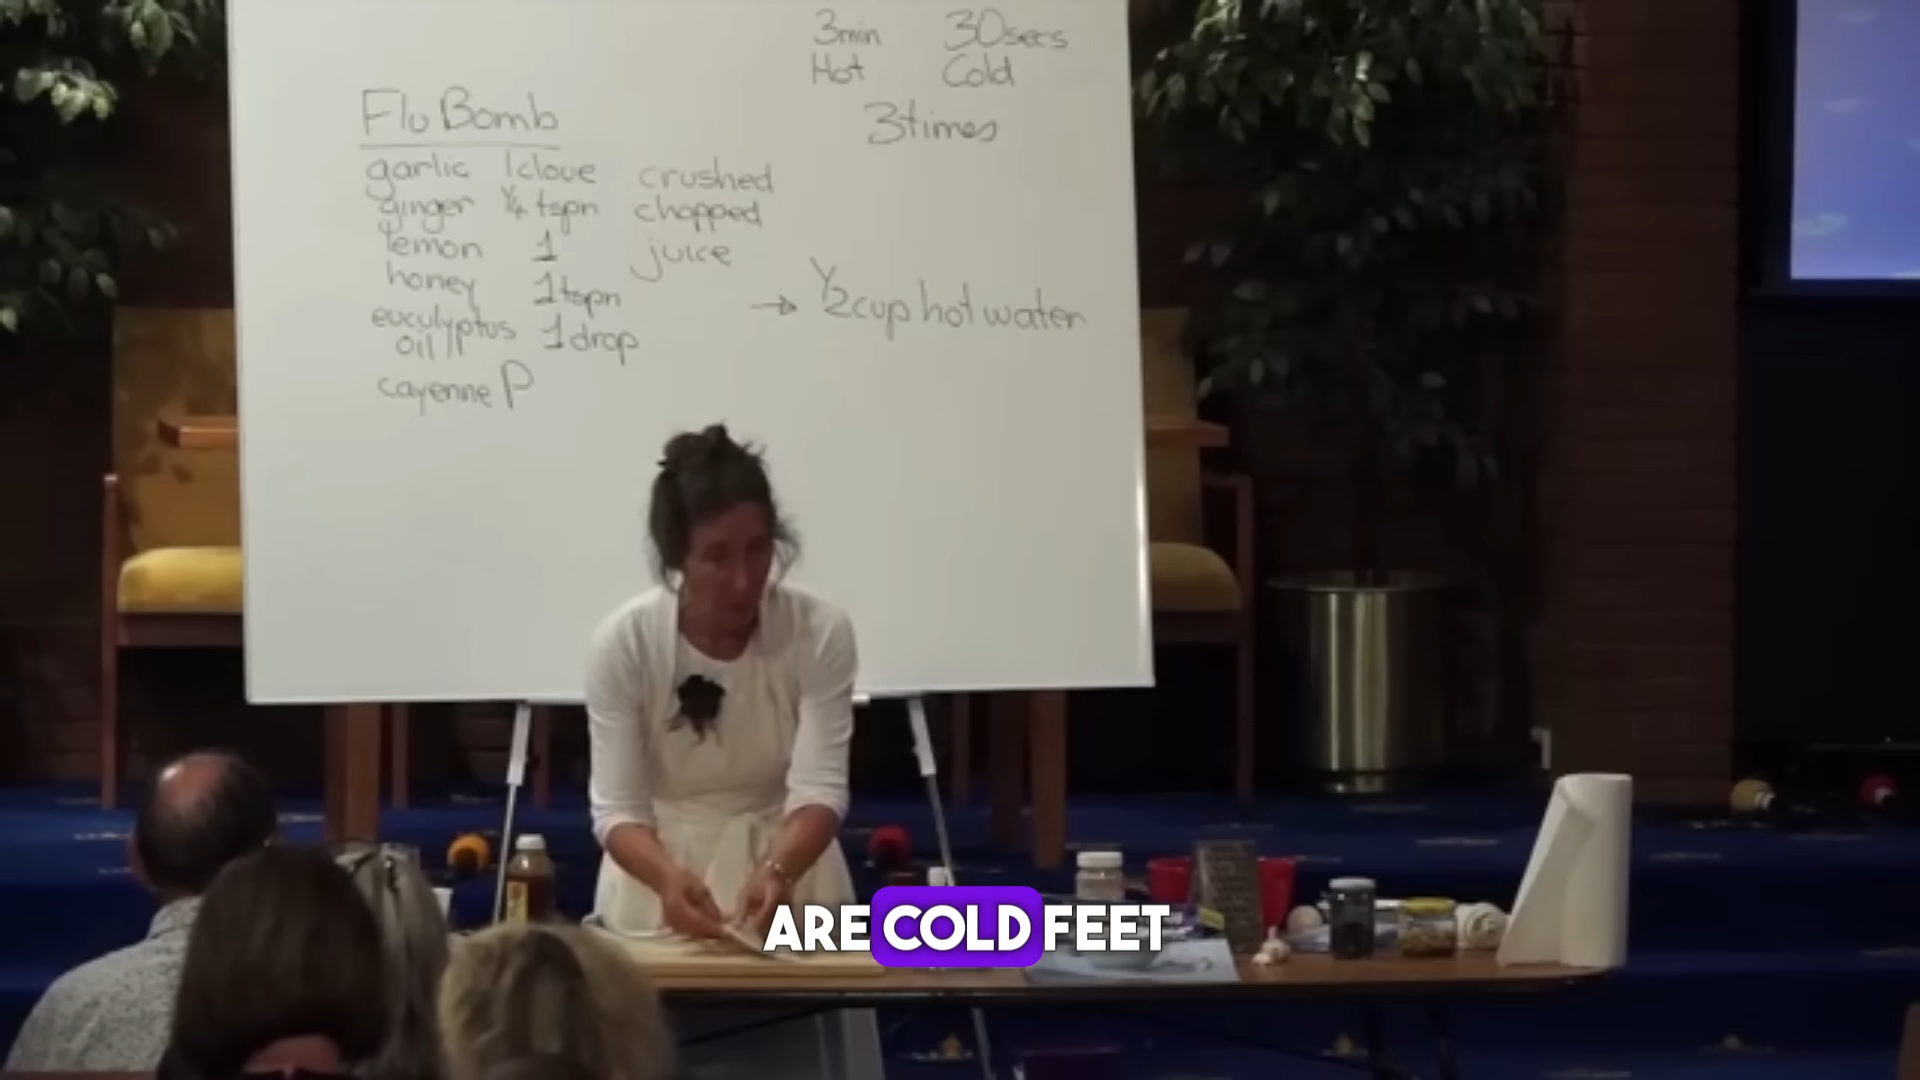 3min 30secs
Hot Cold
3times
Flu Bomb
garlic 1clove crushed
ginger 1/4 tspn chopped
lemon 1 juice
honey 1tspn
→ 1/2cup hot water
euculyptus 1drop
oil
cayenne P
ARE COLD FEET